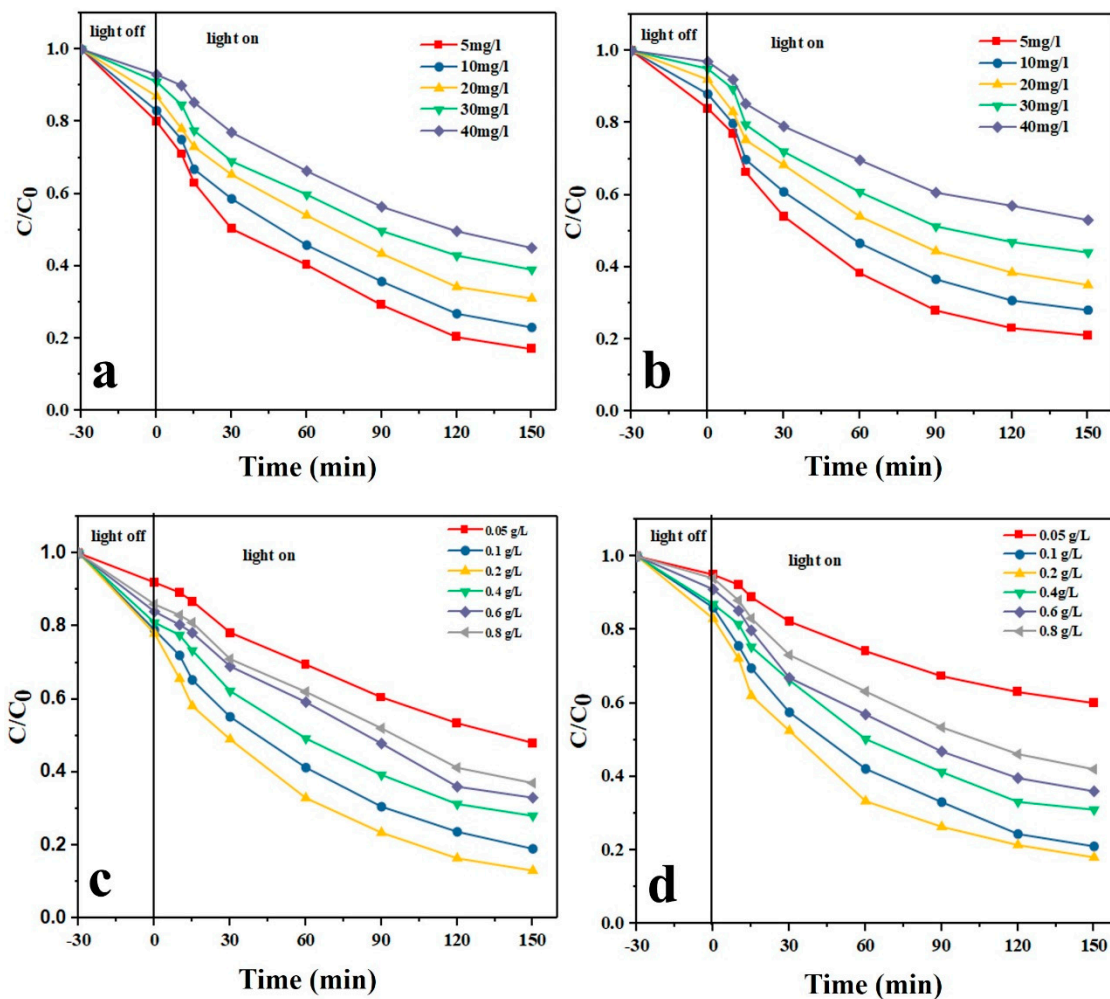 light off
light on
5mg/l
10mg/l
20mg/l
30mg/l
40mg/l
C/C0
1.0
0.8
0.6
0.4
0.2
0.0
a
-30 0 30 60 90 120 150
Time (min)
light off
light on
5mg/l
10mg/l
20mg/l
30mg/l
40mg/l
C/C0
1.0
0.8
0.6
0.4
0.2
0.0
b
-30 0 30 60 90 120 150
Time (min)
light off
light on
0.05 g/L
0.1 g/L
0.2 g/L
0.4 g/L
0.6 g/L
0.8 g/L
C/C0
1.0
0.8
0.6
0.4
0.2
0.0
c
-30 0 30 60 90 120 150
Time (min)
light off
light on
0.05 g/L
0.1 g/L
0.2 g/L
0.4g/L
0.6 g/L
0.8 g/L
C/C0
1.0
0.8
0.6
0.4
0.2
0.0
d
-30 0 30 60 90 120 150
Time (min)